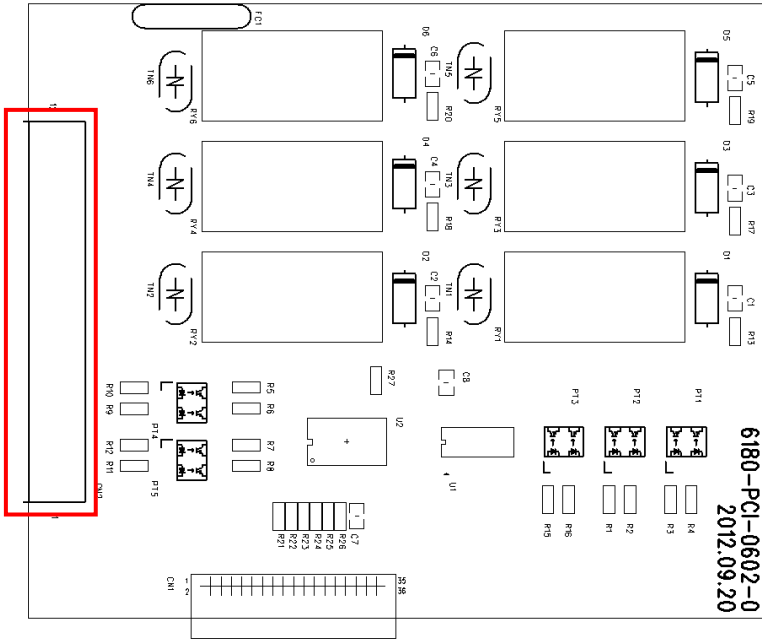 FC1
D6
C6
TN6
RY6
R20
TN5
RY5
D5
C5
R19
D4
C4
TN4
RY4
R18
TN3
RY3
D3
C3
R17
D2
C2
TN2
RY2
R14
TN1
RY1
D1
C1
R13
R10
R9
PT4
R5
R6
R27
C8
R12
R11
PT5
R7
R8
U2
U1
PT3
PT2
PT1
R15
R16
R1
R2
R3
R4
R21
R22
R23
R24
R25
R26
C7
CN1
1
2
35
36
6180-PCI-0602-0
2012.09.20